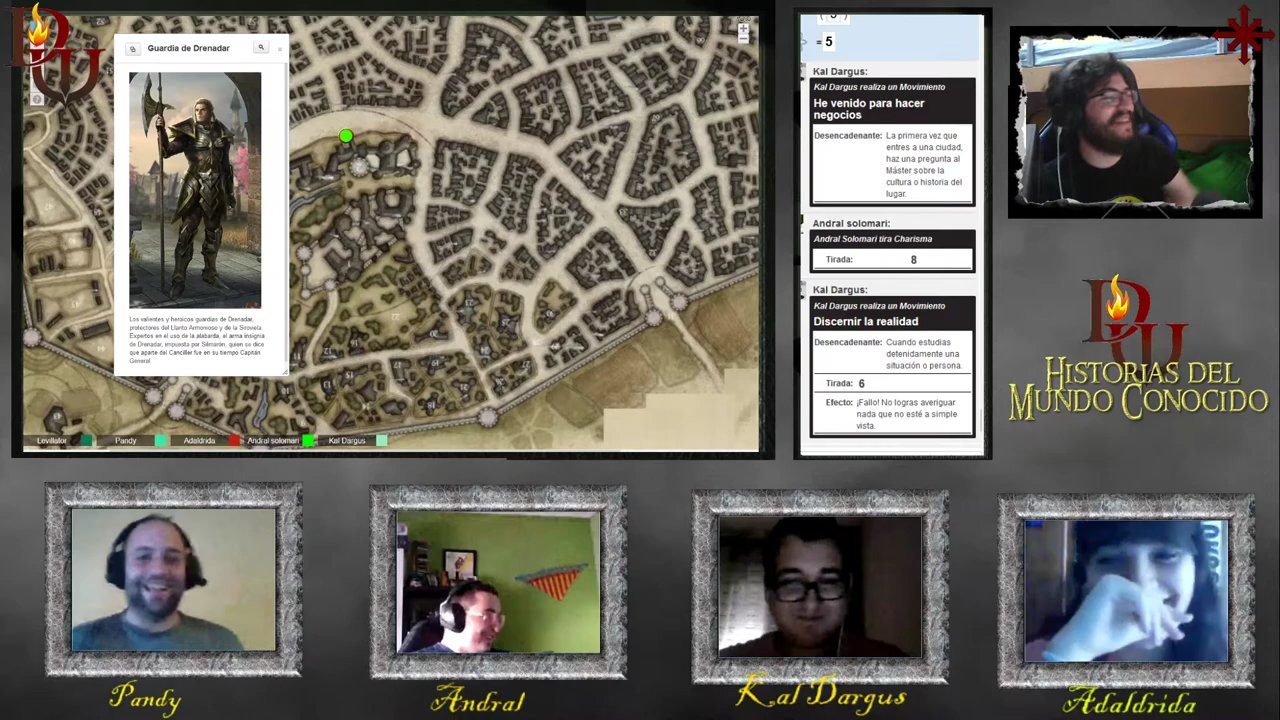 Guardia de Drenadar
Los valientes y heroicos guardias de Drenadar,
protectores del Llanto Armonioso y de la Siroviela
Expertos en el uso de la alabarda, el arma insignia
de Drenadar, impuesta por Silmarún, quien se dice
que aparte del Canciller fue en su tiempo Capitán
General.
Levillator
Pandy
Adaldrida
Andral soloman
Kal Dargus
= 5
Kal Dargus:
Kal Dargus realiza un Movimiento
He venido para hacer
negocios
Desencadenante: La primera vez que
entres a una ciudad,
haz una pregunta al
Máster sobre la
cultura o historia del
lugar.
Andral solomari:
Andral Solomari tira Charisma
Tirada: 8
Kal Dargus:
Kal Dargus realiza un Movimiento
Discernir la realidad
Desencadenante: Cuando estudias
detenidamente una
situación o persona.
Tirada: 6
Efecto: ¡Fallo! No logras averiguar
nada que no esté a simple
vista.
DU
HISTORIAS DEL
MUNDO CONOCIDO
Pandy
Andral
Kal Dargus
Adaldrida